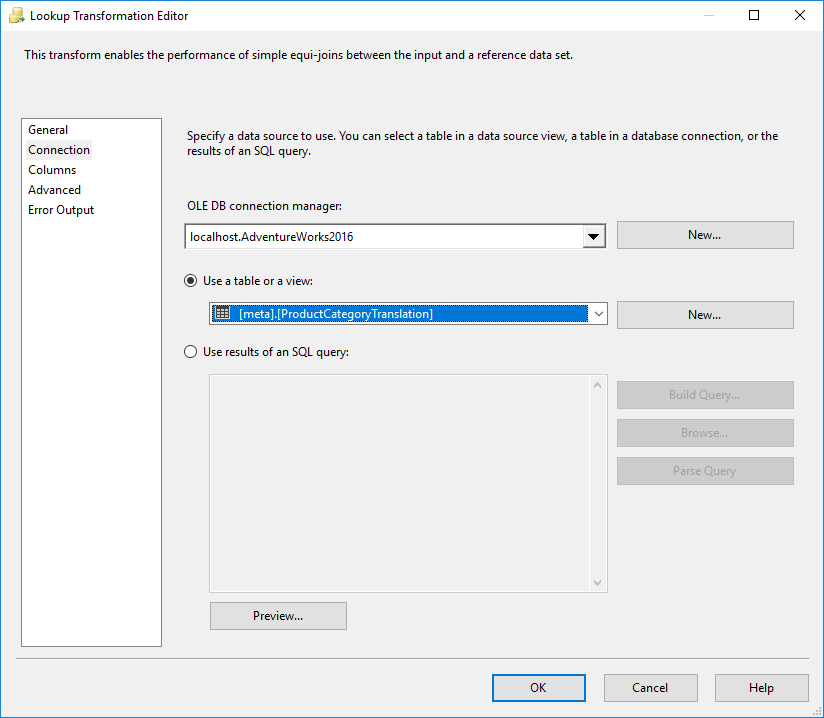 Lookup Transformation Editor
This transform enables the performance of simple equi-joins between the input and a reference data set.
General
Connection
Columns
Advanced
Error Output
Specify a data source to use. You can select a table in a data source view, a table in a database connection, or the
results of an SQL query.
OLE DB connection manager:
localhost.AdventureWorks2016
New...
Use a table or a view:
[meta].[ProductCategoryTranslation]
New...
Use results of an SQL query:
Build Query...
Browse...
Parse Query
Preview...
OK
Cancel
Help